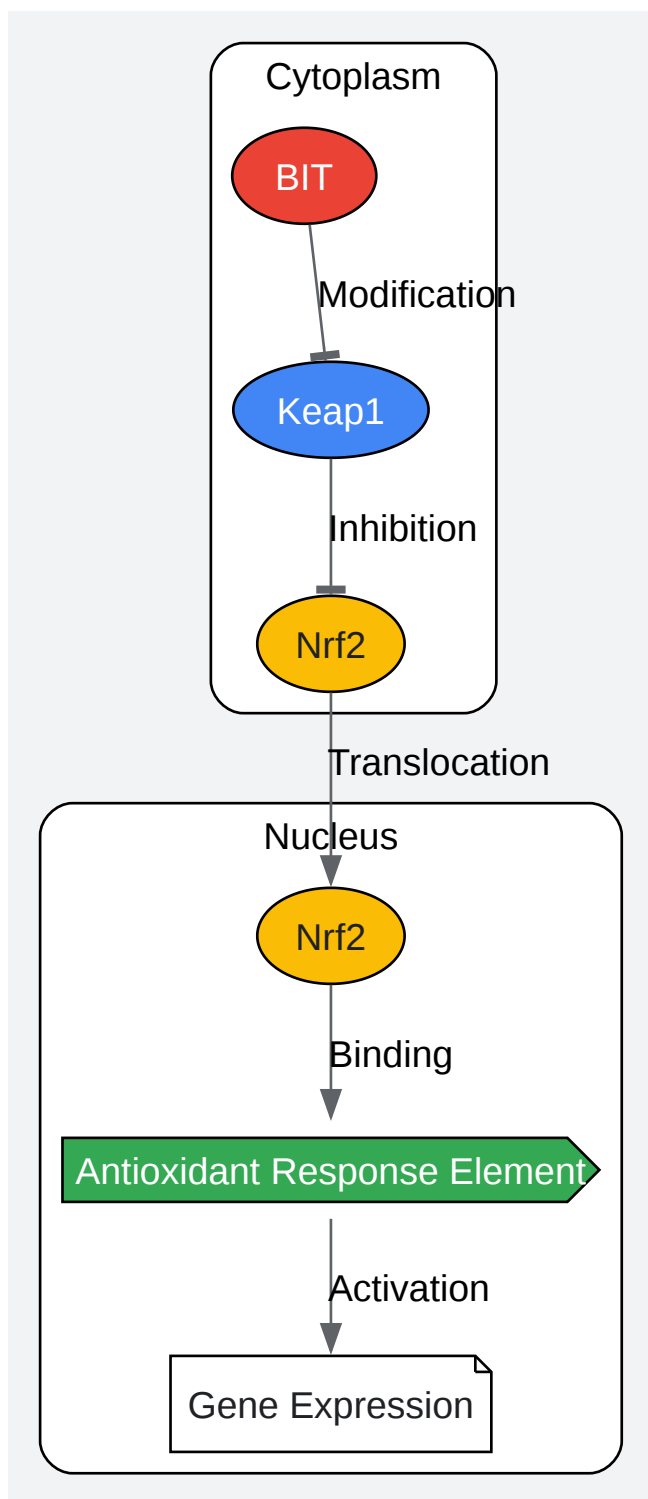 Cytoplasm
BIT
Modification
Keap1
Inhibition
Nrf2
Translocation
Nucleus
Nrf2
Binding
Antioxidant Response Element
Activation
Gene Expression